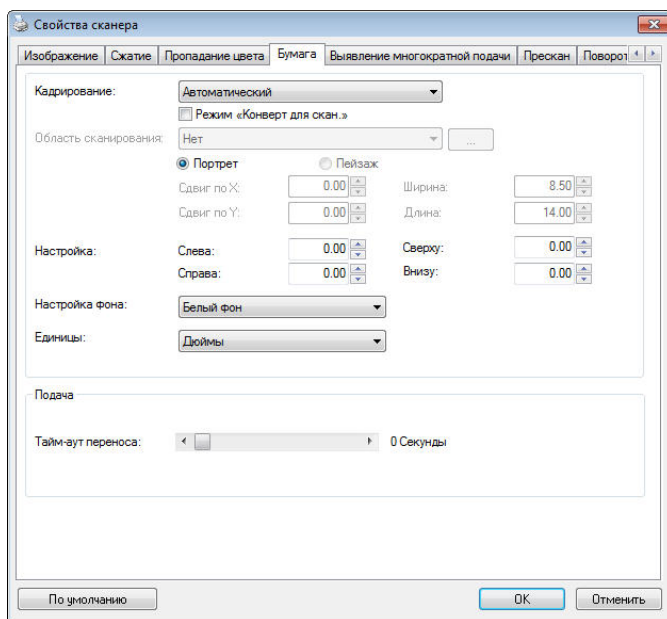 Свойства сканера
Изображение Сжатие Пропадание цвета Бумага Выявление многократной подачи Прескан Поворот
Кадрирование: Автоматический
Режим «Конверт для скан.»
Область сканирования: Нет ...
Портрет Пейзаж
Сдвиг по X: 0.00 Ширина: 8.50
Сдвиг по Y: 0.00 Длина: 14.00
Настройка: Слева: 0.00 Сверху: 0.00
Справа: 0.00 Внизу: 0.00
Настройка фона: Белый фон
Единицы: Дюймы
Подача
Тайм-аут переноса: 0 Секунды
По умолчанию OK Отменить